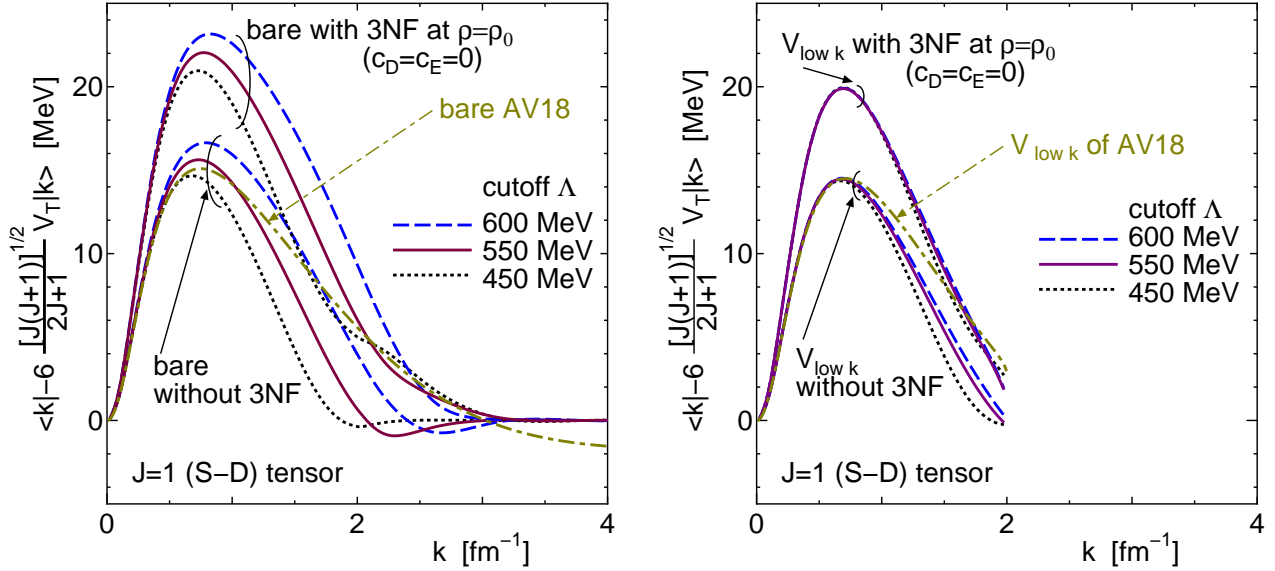 bare with 3NF at ρ=ρ0
(cD=cE=0)
bare AV18
cutoff Λ
600 MeV
550 MeV
450 MeV
bare
without 3NF
J=1 (S−D) tensor
<k|−6 [J(J+1)]^1/2 / 2J+1 VT|k> [MeV]
0
10
20
0
2
4
k [fm−1]
Vlow k with 3NF at ρ=ρ0
(cD=cE=0)
Vlow k of AV18
cutoff Λ
600 MeV
550 MeV
450 MeV
Vlow k
without 3NF
J=1 (S−D) tensor
<k|−6 [J(J+1)]^1/2 / 2J+1 VT|k> [MeV]
0
10
20
0
2
4
k [fm−1]